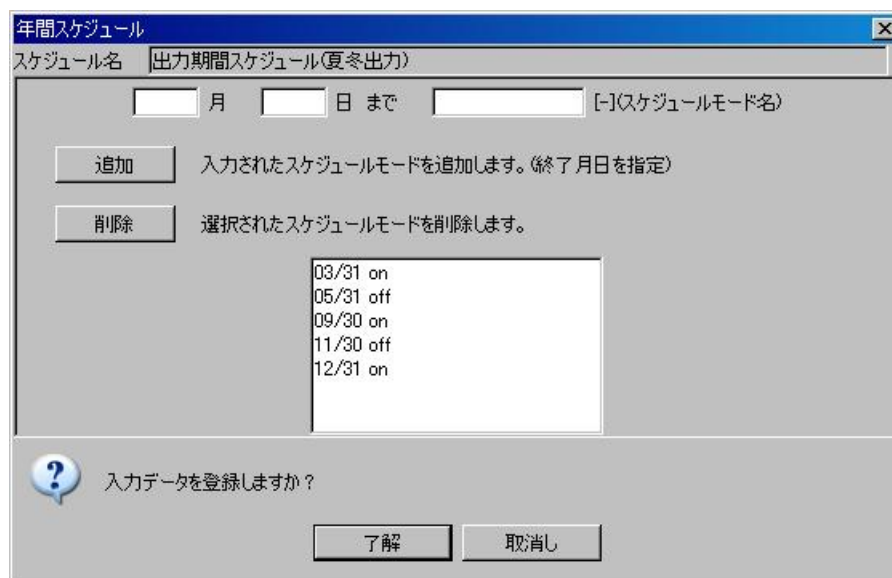 年間スケジュール
スケジュール名 出力期間スケジュール(夏冬出力)
月 日 まで [-](スケジュールモード名)
追加 入力されたスケジュールモードを追加します。(終了月日を指定)
削除 選択されたスケジュールモードを削除します。
03/31 on
05/31 off
09/30 on
11/30 off
12/31 on
入力データを登録しますか?
了解 取消し